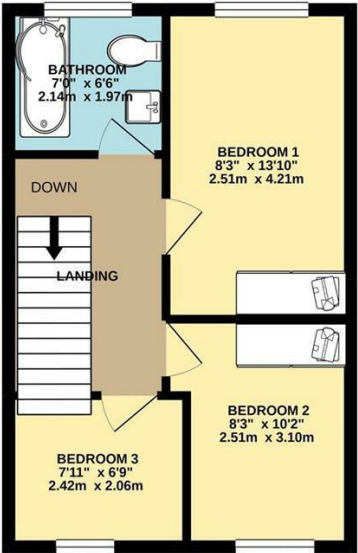 BATHROOM
7'0" x 6'6"
2.14m x 1.97m
BEDROOM 1
8'3" x 13'10"
2.51m x 4.21m
DOWN
LANDING
BEDROOM 2
8'3" x 10'2"
2.51m x 3.10m
BEDROOM 3
7'11" x 6'9"
2.42m x 2.06m